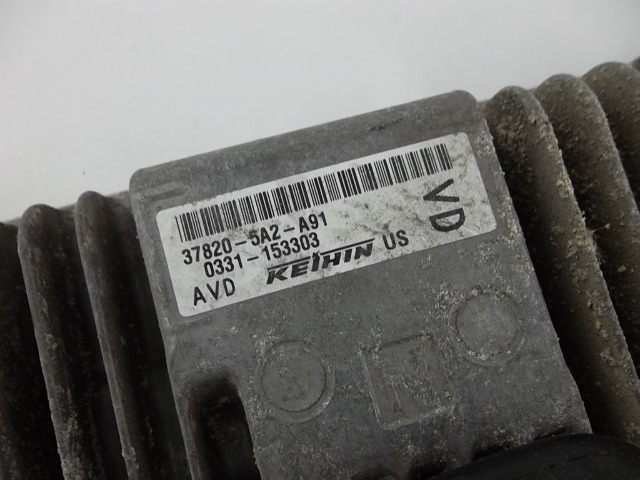 37820-5A2-A91
0331-153303
AVD KEIHIN US
VD